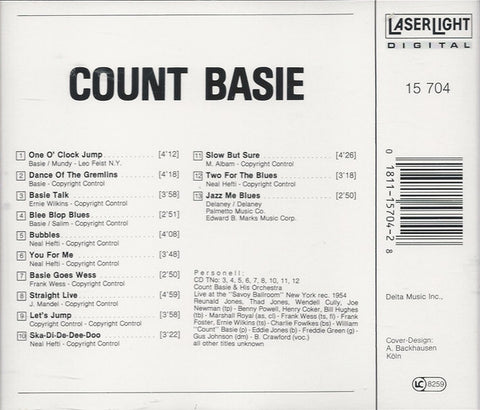 LASERLIGHT
DIGITAL
COUNT BASIE
15 704
1 One O' Clock Jump [4'12]
Basie / Mundy - Leo Feist N.Y.
2 Dance Of The Gremlins [4'18]
Basie - Copyright Control
3 Basie Talk [3'58]
Ernie Wilkins - Copyright Control
4 Blee Blop Blues [2'51]
Basie / Salim - Copyright Control
5 Bubbles [4'08]
Neal Hefti - Copyright Control
6 You For Me [3'48]
Neal Hefti - Copyright Control
7 Basie Goes Wess [2'50]
Frank Wess - Copyright Control
8 Straight Live [4'59]
J. Mandel - Copyright Control
9 Let's Jump [3'58]
Copyright Control - Copyright Control
10 Ska-Di-De-Dee-Doo [3'22]
Neal Hefti - Copyright Control
11 Slow But Sure [4'26]
M. Albam - Copyright Control
12 Two For The Blues [3'18]
Neal Hefti - Copyright Control
13 Jazz Me Blues [2'50]
Delaney / Delaney
Palmetto Music Co.
Edward B. Marks Music Corp.
Personell:
CD TNo: 3, 4, 5, 6, 7, 8, 10, 11, 12
Count Basie & His Orchestra
Live at the "Savoy Ballroom" New York rec. 1954
Reunald Jones, Thad Jones, Wendell Cully, Joe
Newman (tp) - Benny Powell, Henry Coker, Bill Hughes
(tb) - Marshall Royal (as, cl) - Frank Wess (ts, fl) - Frank
Foster, Ernie Wilkins (ts) - Charlie Fowlkes (bs) - William
"Count" Basie (p) - Eddie Jones (b) - Freddie Green (g) -
Gus Johnson (dm) - B. Crawford (voc.)
all other titles unknown
0 1811-15704-2 8
Delta Music Inc.,
Cover-Design:
A. Backhausen
Köln
LC 8259